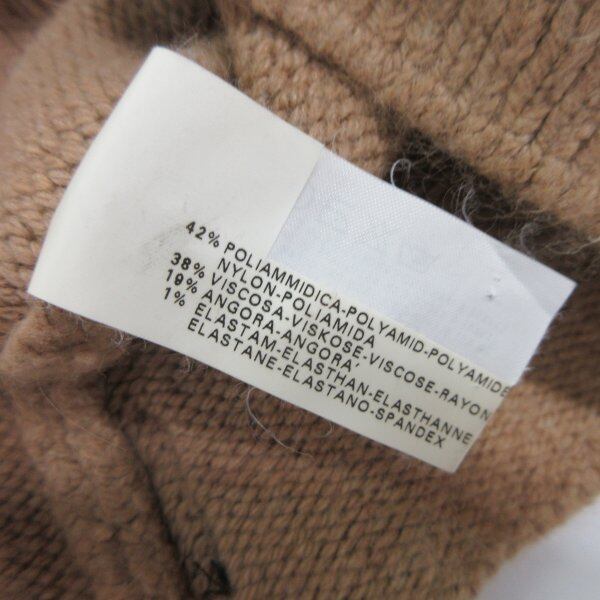 42% POLIAMMIDICA-POLYAMID-POLYAMIDE
NYLON-POLIAMIDA
38% VISCOSA-VISKOSE-VISCOSE-RAYON
19% ANGORA-ANGORA'
1% ELASTAM-ELASTHAN-ELASTHANNE
ELASTANE-ELASTANO-SPANDEX